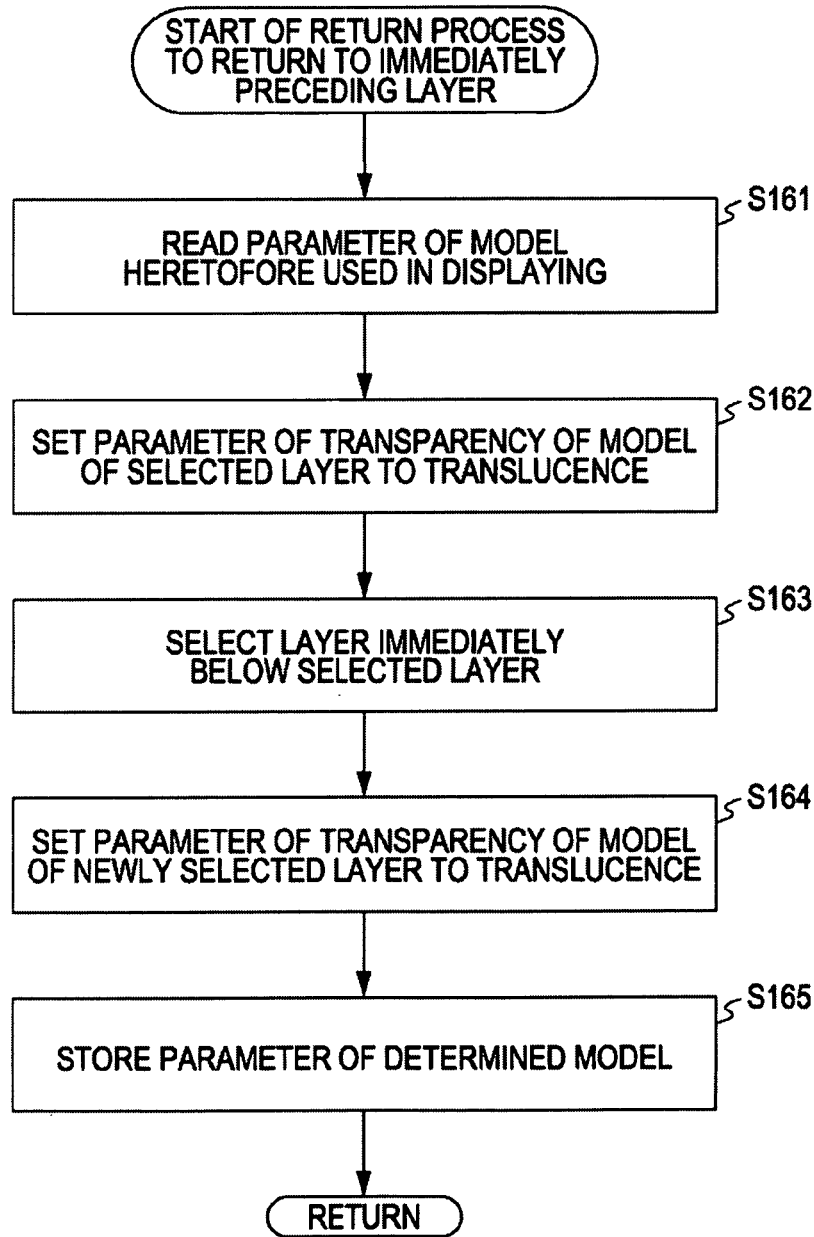 START OF RETURN PROCESS
TO RETURN TO IMMEDIATELY
PRECEDING LAYER
S161
READ PARAMETER OF MODEL
HERETOFORE USED IN DISPLAYING
S162
SET PARAMETER OF TRANSPARENCY OF MODEL
OF SELECTED LAYER TO TRANSLUCENCE
S163
SELECT LAYER IMMEDIATELY
BELOW SELECTED LAYER
S164
SET PARAMETER OF TRANSPARENCY OF MODEL
OF NEWLY SELECTED LAYER TO TRANSLUCENCE
S165
STORE PARAMETER OF DETERMINED MODEL
RETURN